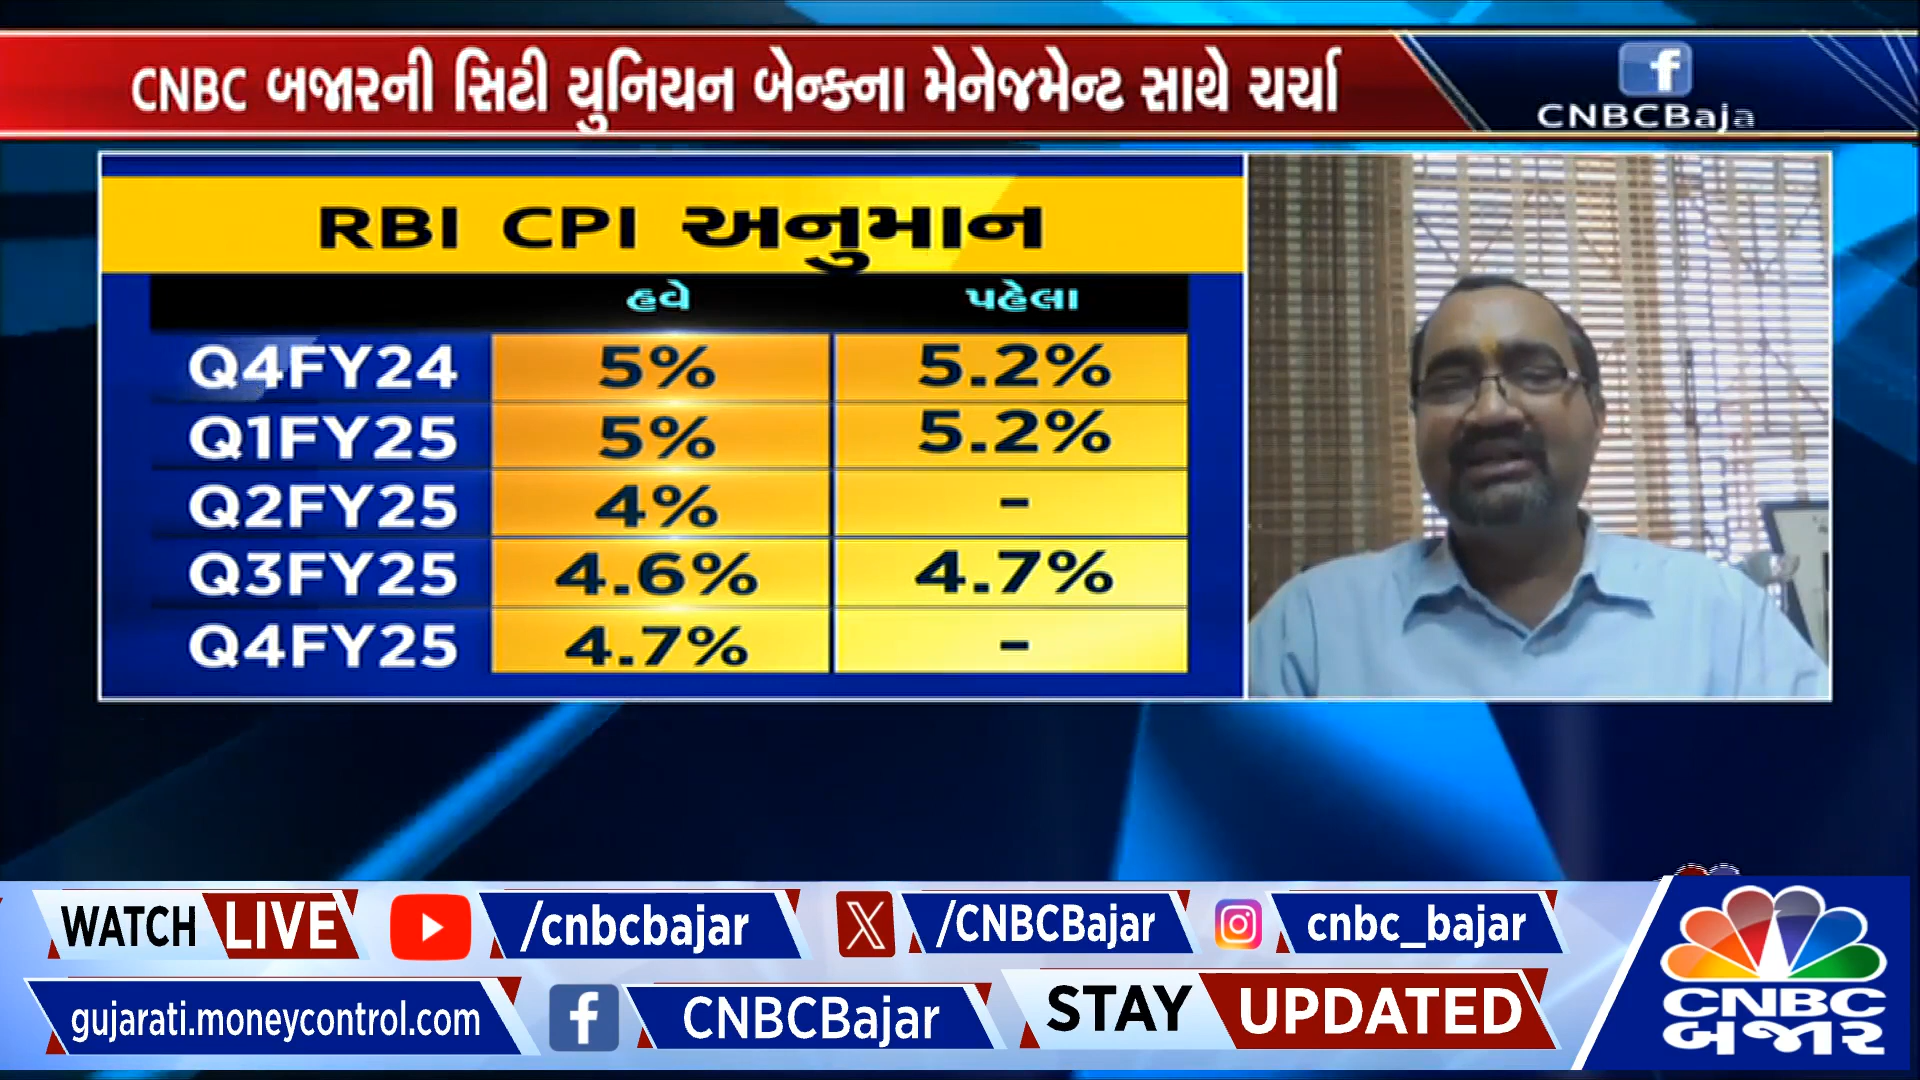 CNBC બજારની સિટી યુનિયન બેન્કના મેનેજમેન્ટ સાથે ચર્ચા
CNBCBaja
RBI CPI અનુમાન
હવે પહેલા
Q4FY24 5% 5.2%
Q1FY25 5% 5.2%
Q2FY25 4% -
Q3FY25 4.6% 4.7%
Q4FY25 4.7% -
WATCH LIVE /cnbcbajar /CNBCBajar cnbc_bajar
gujarati.moneycontrol.com CNBCBajar STAY UPDATED
CNBC
બજાર